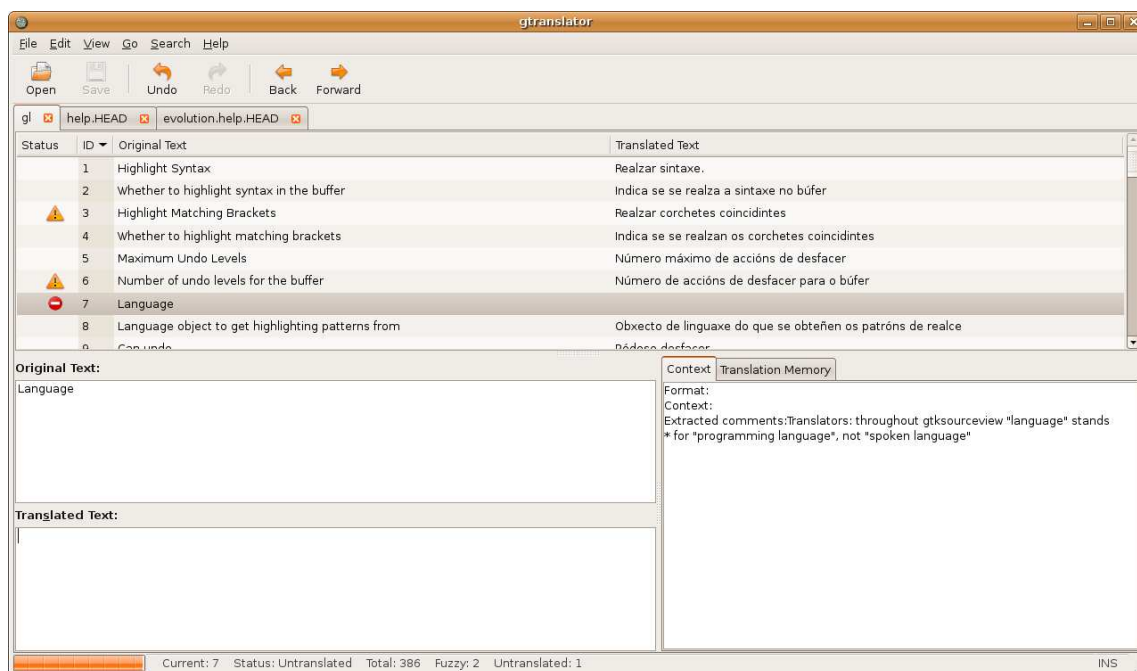 gtranslator
File Edit View Go Search Help
Open Save Undo Redo Back Forward
gl help.HEAD evolution.help.HEAD
Status ID Original Text Translated Text
1 Highlight Syntax Realzar sintaxe.
2 Whether to highlight syntax in the buffer Indica se se realza a sintaxe no búfer
3 Highlight Matching Brackets Realzar corchetes coincidintes
4 Whether to highlight matching brackets Indica se se realzan os corchetes coincidintes
5 Maximum Undo Levels Número máximo de accións de desfacer
6 Number of undo levels for the buffer Número de accións de desfacer para o búfer
7 Language
8 Language object to get highlighting patterns from Obxecto de linguaxe do que se obteñen os patróns de realce
9 Can undo Pódese desfacer
Original Text:
Language
Context Translation Memory
Format:
Context:
Extracted comments:Translators: throughout gtksourceview "language" stands
* for "programming language", not "spoken language"
Translated Text:
Current: 7 Status: Untranslated Total: 386 Fuzzy: 2 Untranslated: 1 INS